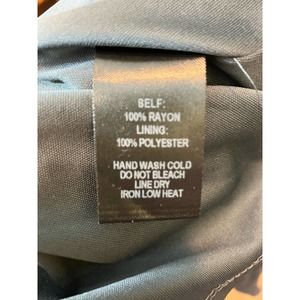 SELF:
100% RAYON
LINING:
100% POLYESTER
HAND WASH COLD
DO NOT BLEACH
LINE DRY
IRON LOW HEAT